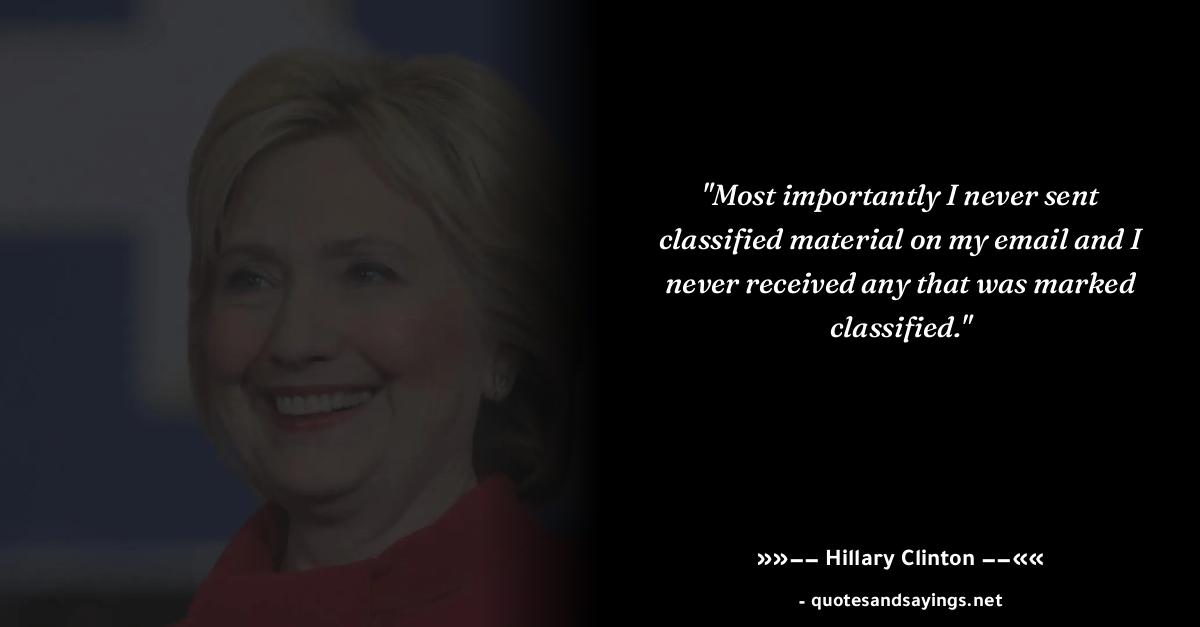 "Most importantly I never sent
classified material on my email and I
never received any that was marked
classified."
»»–– Hillary Clinton ––««
- quotesandsayings.net